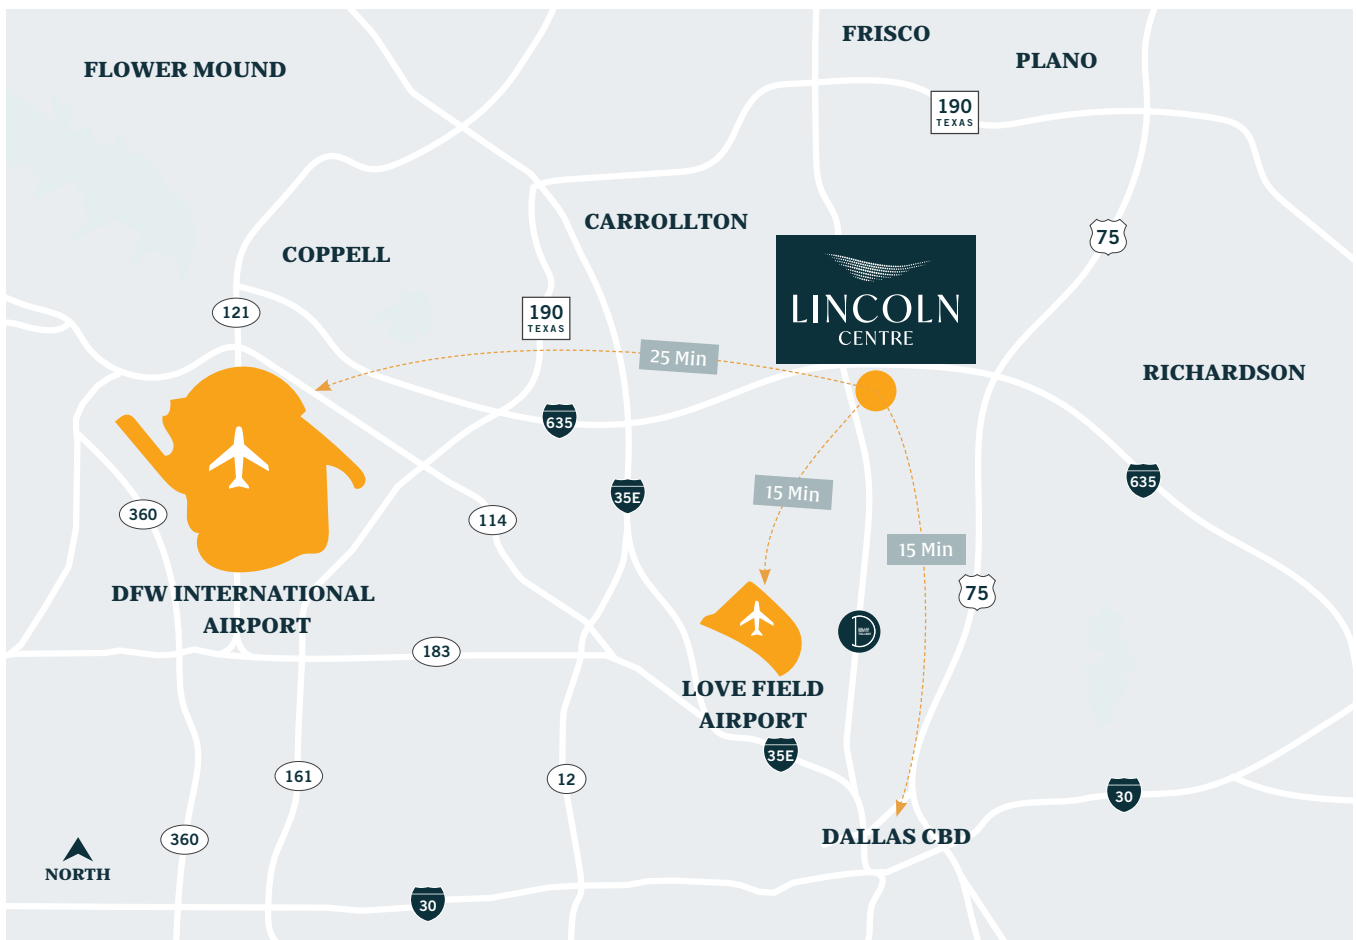 FRISCO
PLANO
FLOWER MOUND
190
TEXAS
CARROLLTON
75
COPPELL
121
190
TEXAS
LINCOLN
CENTRE
25 Min
RICHARDSON
635
635
15 Min
35E
360
114
15 Min
DFW INTERNATIONAL
AIRPORT
75
183
LOVE FIELD
AIRPORT
35E
161
12
30
DALLAS CBD
360
NORTH
30